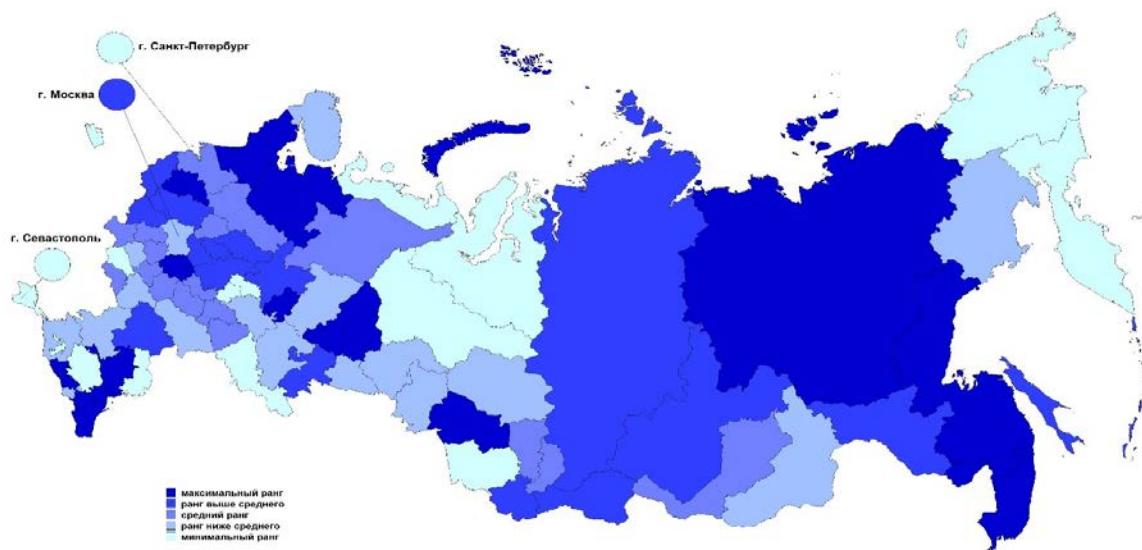 г. Санкт-Петербург
г. Москва
г. Севастополь
максимальный ранг
ранг выше среднего
средний ранг
ранг ниже среднего
минимальный ранг